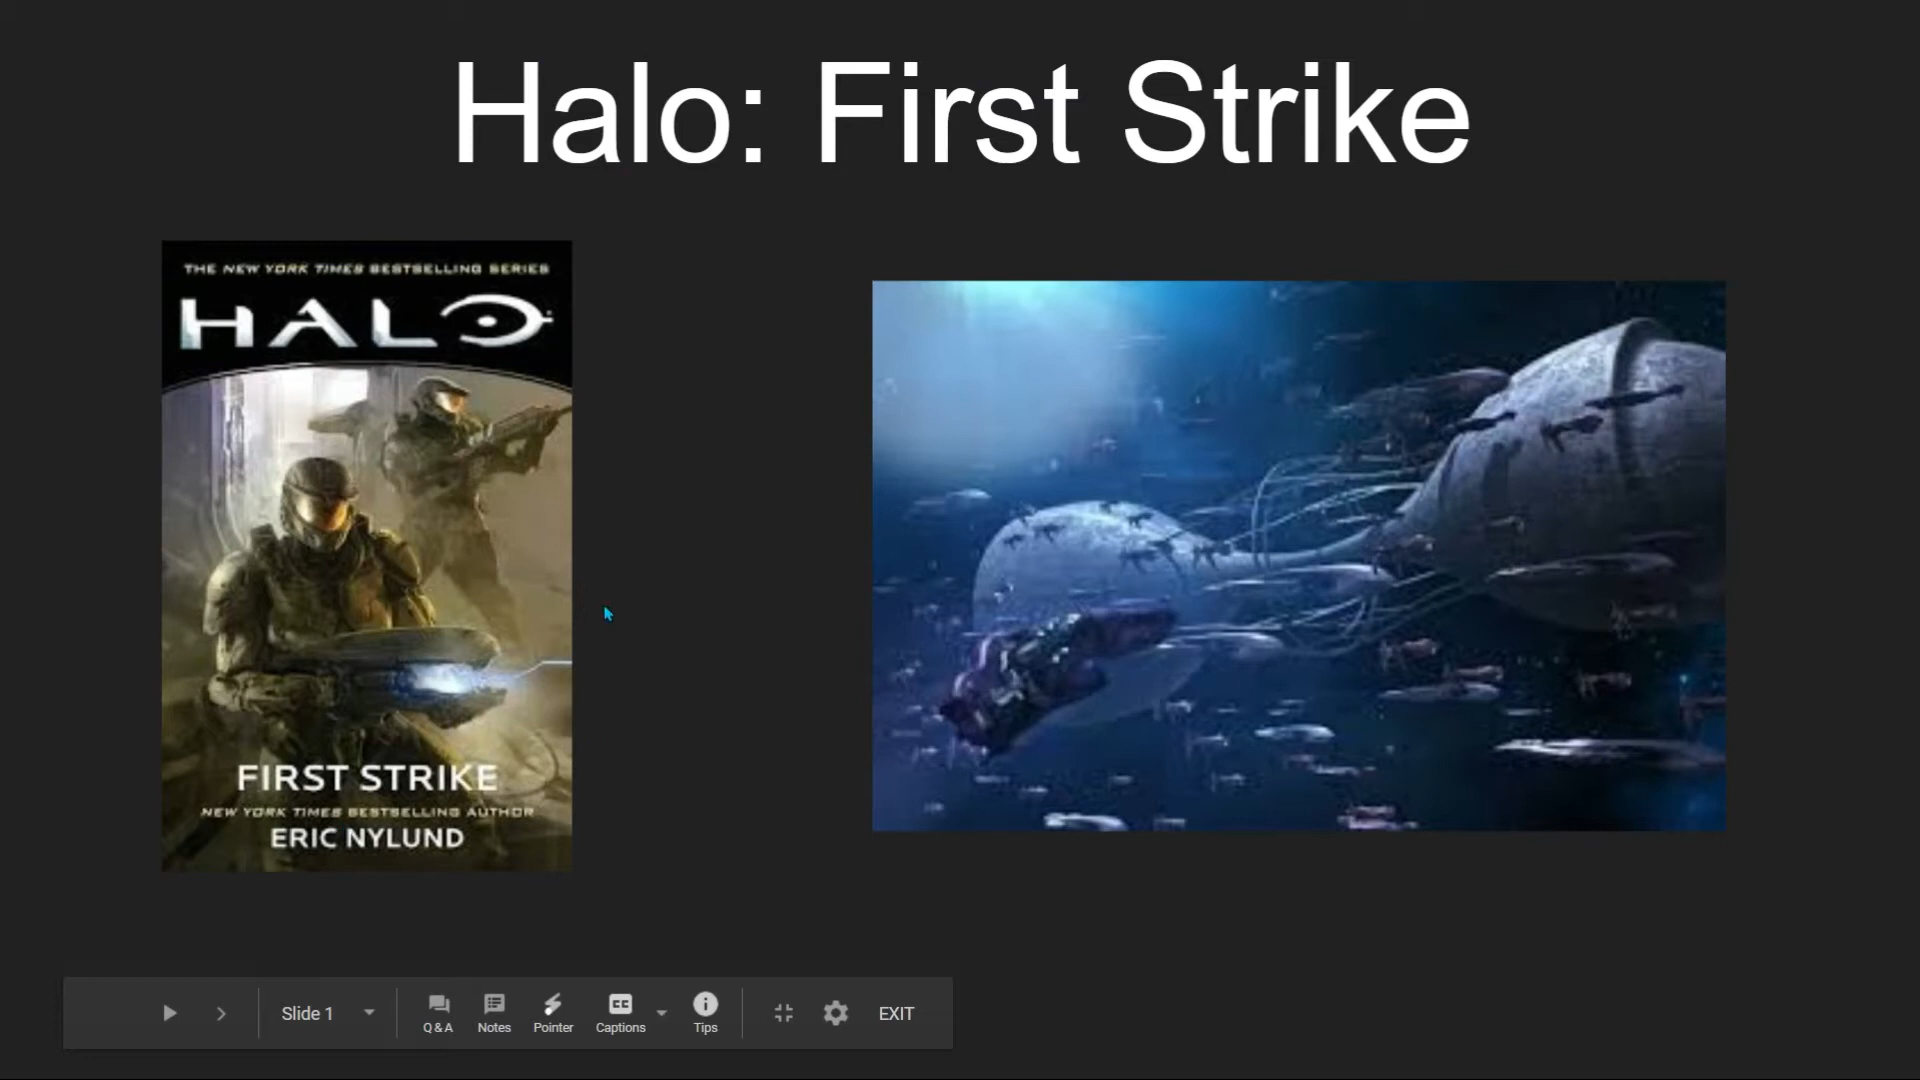 Halo: First Strike
THE NEW YORK TIMES BESTSELLING SERIES
HALO
FIRST STRIKE
NEW YORK TIMES BESTSELLING AUTHOR
ERIC NYLUND
Slide 1
Q&A
Notes
Pointer
CC
Captions
Tips
EXIT